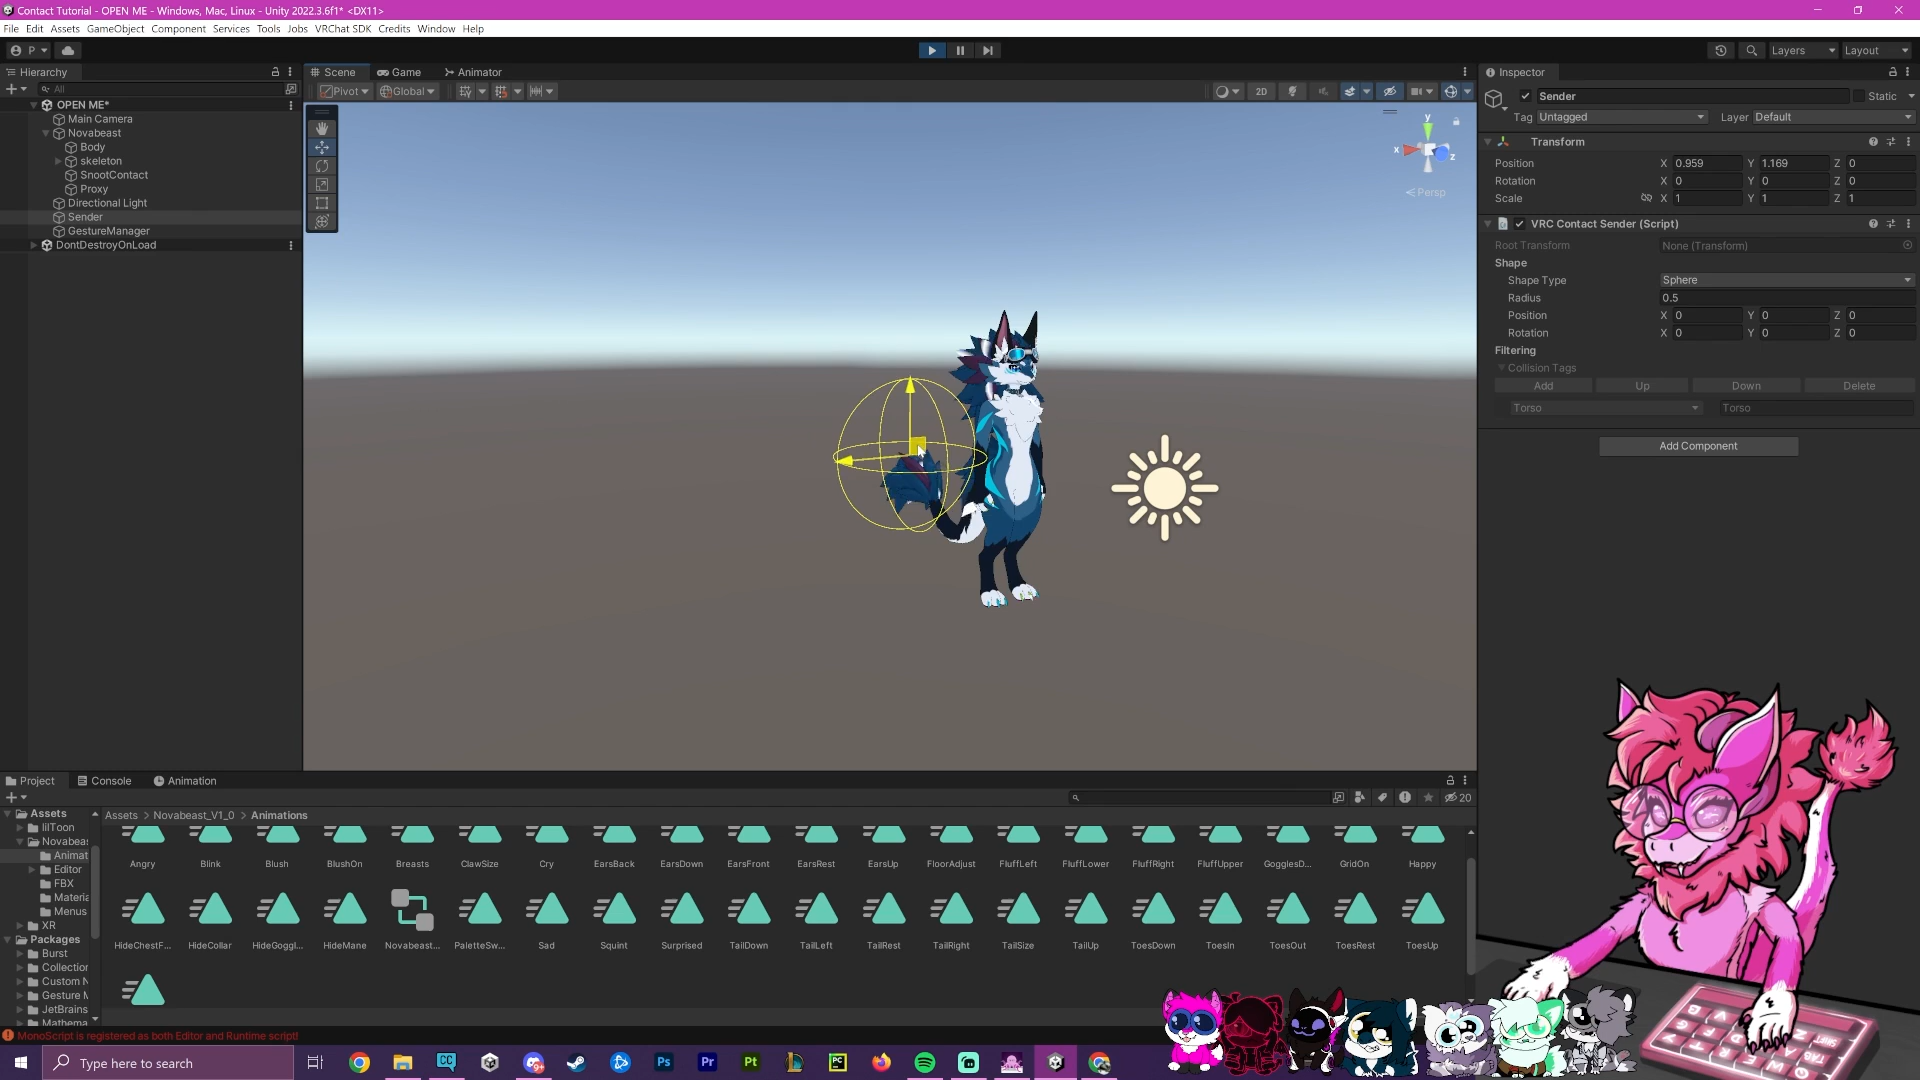 Contact Tutorial - OPEN ME - Windows, Mac, Linux - Unity 2022.3.6f1* <DX11>
File Edit Assets GameObject Component Services Tools Jobs VRChat SDK Credits Window Help
P Layers Layout
Hierarchy Scene Game Animator Inspector
All Pivot Global 2D
OPEN ME*
Main Camera
Novabeast
Body
skeleton
SnootContact
Proxy
Directional Light
Sender
GestureManager
DontDestroyOnLoad
y
x
z
Persp
Sender Static
Tag Untagged Layer Default
Transform
Position X 0.959 Y 1.169 Z 0
Rotation X 0 Y 0 Z 0
Scale X 1 Y 1 Z 1
VRC Contact Sender (Script)
Root Transform None (Transform)
Shape
Shape Type Sphere
Radius 0.5
Position X 0 Y 0 Z 0
Rotation X 0 Y 0 Z 0
Filtering
Collision Tags
Add Up Down Delete
Torso Torso
Add Component
Project Console Animation
20
Assets
lilToon
Novabeas
Animat
Editor
FBX
Materia
Menus
XR
Packages
Burst
Collection
Custom N
Gesture M
JetBrains
Mathema
Assets > Novabeast_V1_0 > Animations
Angry Blink Blush BlushOn Breasts ClawSize Cry EarsBack EarsDown EarsFront EarsRest EarsUp FloorAdjust FluffLeft FluffLower FluffRight FluffUpper GogglesD... GridOn Happy
HideChestF... HideCollar HideGoggl... HideMane Novabeast... PaletteSw... Sad Squint Surprised TailDown TailLeft TailRest TailRight TailSize TailUp ToesDown ToesIn ToesOut ToesRest ToesUp
MonoScript is registered as both Editor and Runtime script!
Type here to search
CC 9+ Ps Pr Pt PC
SHIFT